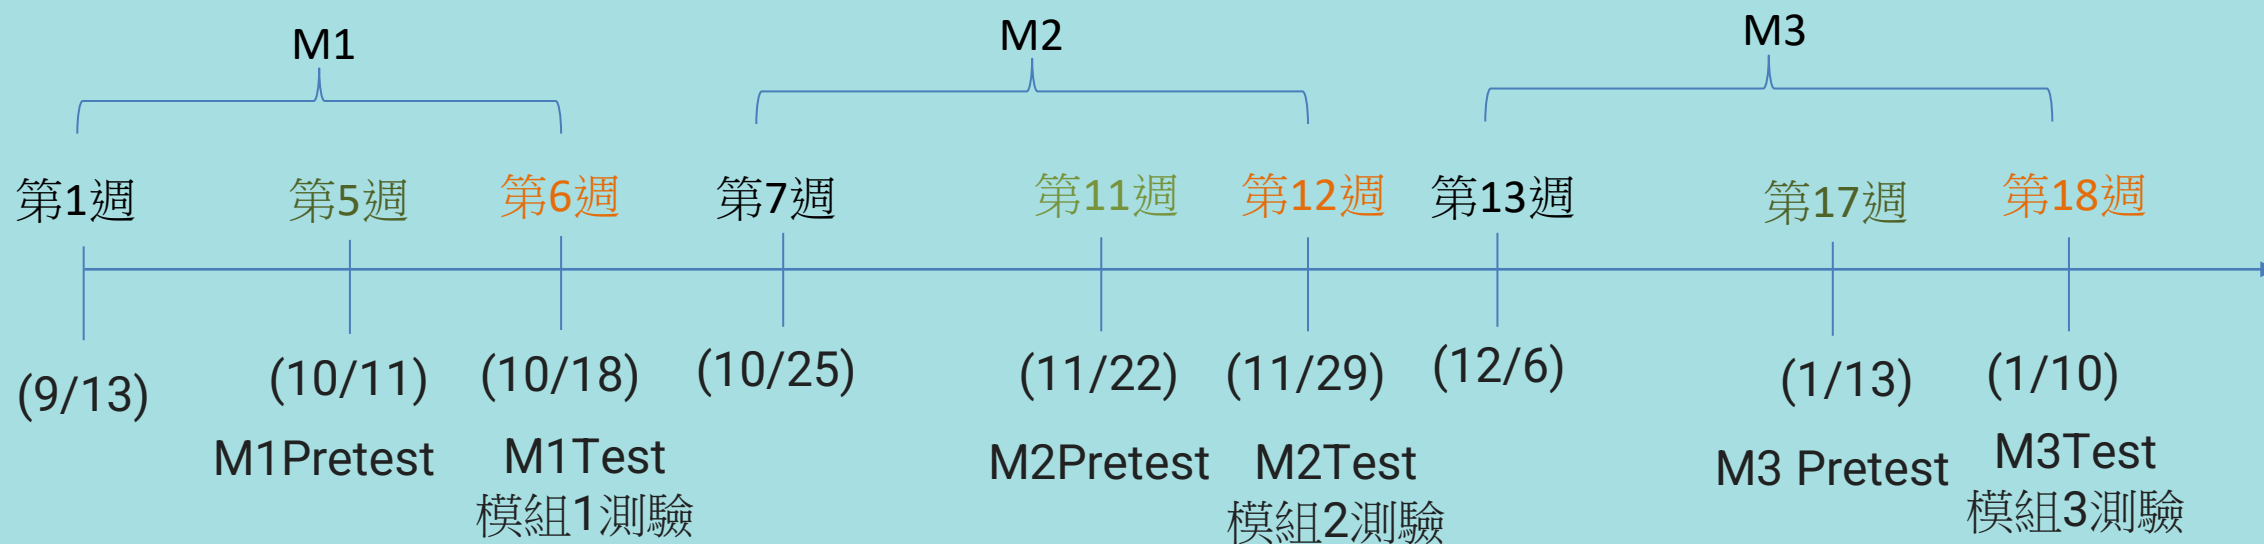 M1
M2
M3
第1週
第5週
第6週
第7週
第11週
第12週
第13週
第17週
第18週
(9/13)
(10/11)
(10/18)
(10/25)
(11/22)
(11/29)
(12/6)
(1/13)
(1/10)
M1Pretest
M1Test
模組1測驗
M2Pretest
M2Test
模組2測驗
M3 Pretest
M3Test
模組3測驗